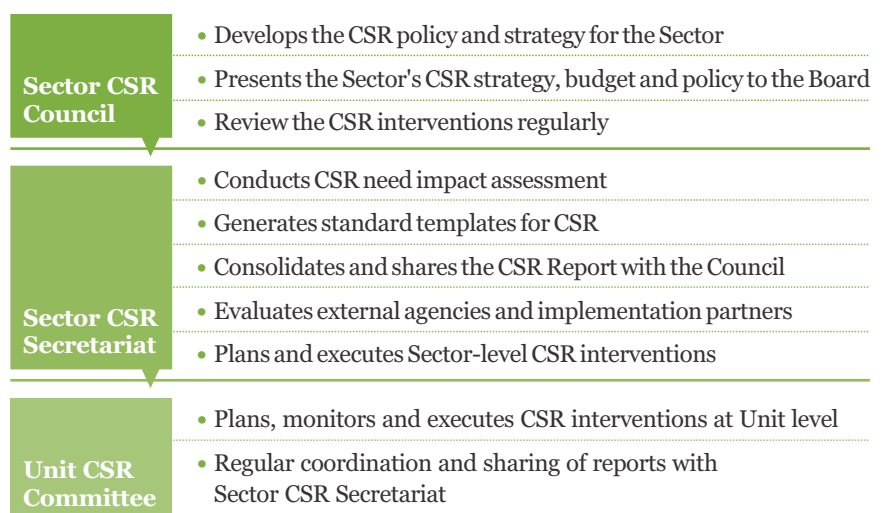 Sector CSR
Council
• Develops the CSR policy and strategy for the Sector
• Presents the Sector's CSR strategy, budget and policy to the Board
• Review the CSR interventions regularly
Sector CSR
Secretariat
• Conducts CSR need impact assessment
• Generates standard templates for CSR
• Consolidates and shares the CSR Report with the Council
• Evaluates external agencies and implementation partners
• Plans and executes Sector-level CSR interventions
Unit CSR
Committee
• Plans, monitors and executes CSR interventions at Unit level
• Regular coordination and sharing of reports with
Sector CSR Secretariat